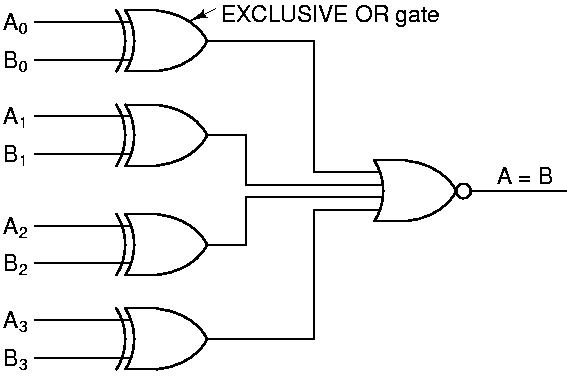 A₀
EXCLUSIVE OR gate
B₀
A₁
B₁
A = B
A₂
B₂
A₃
B₃